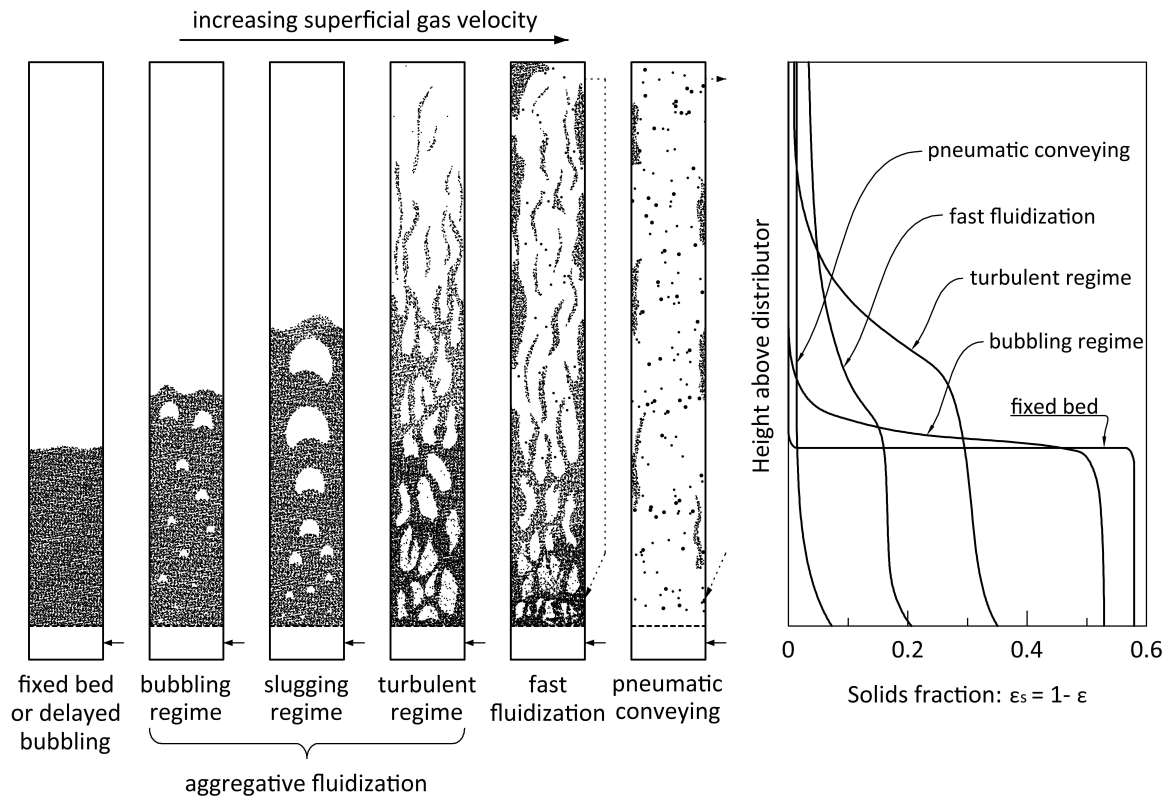 increasing superficial gas velocity
fixed bed
or delayed
bubbling
bubbling
regime
slugging
regime
turbulent
regime
fast
fluidization
pneumatic
conveying
aggregative fluidization
Height above distributor
pneumatic conveying
fast fluidization
turbulent regime
bubbling regime
fixed bed
0
0.2
0.4
0.6
Solids fraction: εs = 1- ε